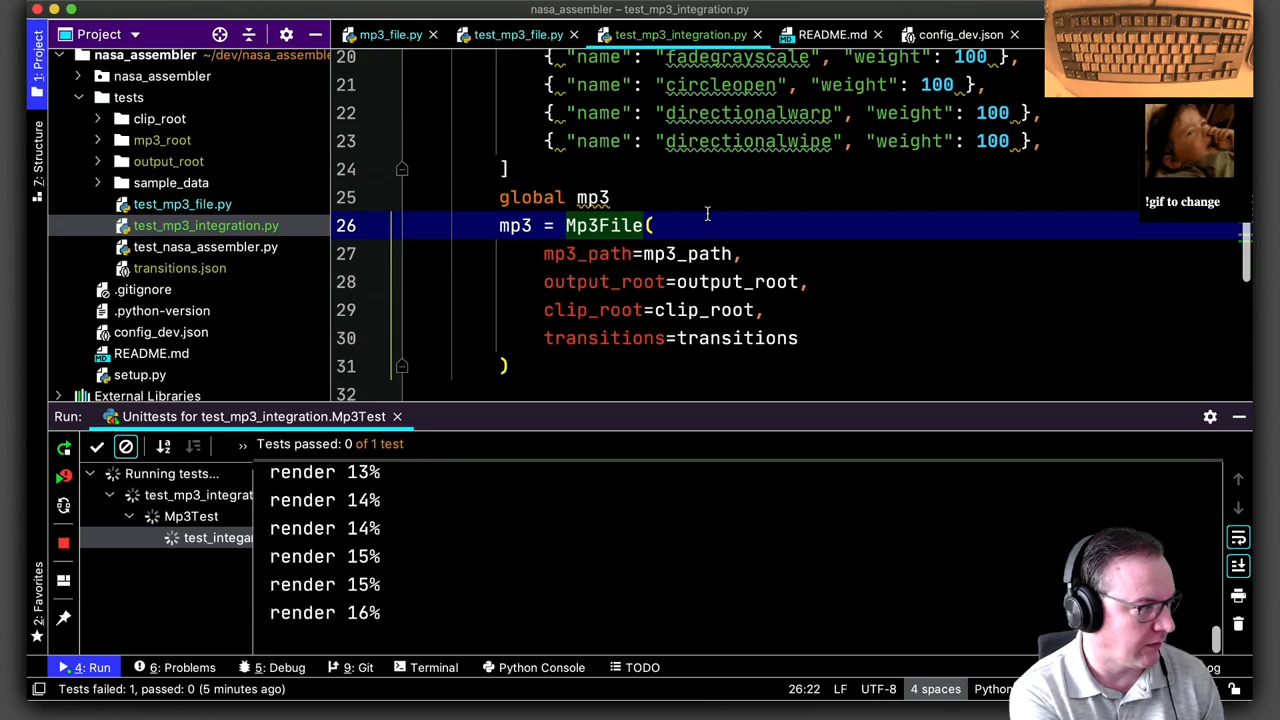 nasa_assembler – test_mp3_integration.py
Project
mp3_file.py
test_mp3_file.py
test_mp3_integration.py
README.md
config_dev.json
1: Project
7: Structure
2: Favorites
nasa_assembler ~/dev/nasa_assemble
nasa_assembler
tests
clip_root
mp3_root
output_root
sample_data
test_mp3_file.py
test_mp3_integration.py
test_nasa_assembler.py
transitions.json
.gitignore
.python-version
config_dev.json
README.md
setup.py
External Libraries
20 { "name": "fadegrayscale", "weight": 100 },
21 { "name": "circleopen", "weight": 100 },
22 { "name": "directionalwarp", "weight": 100 },
23 { "name": "directionalwipe", "weight": 100 },
24 ]
25 global mp3
26 mp3 = Mp3File(
27 mp3_path=mp3_path,
28 output_root=output_root,
29 clip_root=clip_root,
30 transitions=transitions
31 )
32
!gif to change
Run: Unittests for test_mp3_integration.Mp3Test
Tests passed: 0 of 1 test
Running tests...
test_mp3_integrat
Mp3Test
test_integar
render 13%
render 14%
render 14%
render 15%
render 15%
render 16%
4: Run
6: Problems
5: Debug
9: Git
Terminal
Python Console
TODO
Tests failed: 1, passed: 0 (5 minutes ago)
26:22 LF UTF-8 4 spaces Python